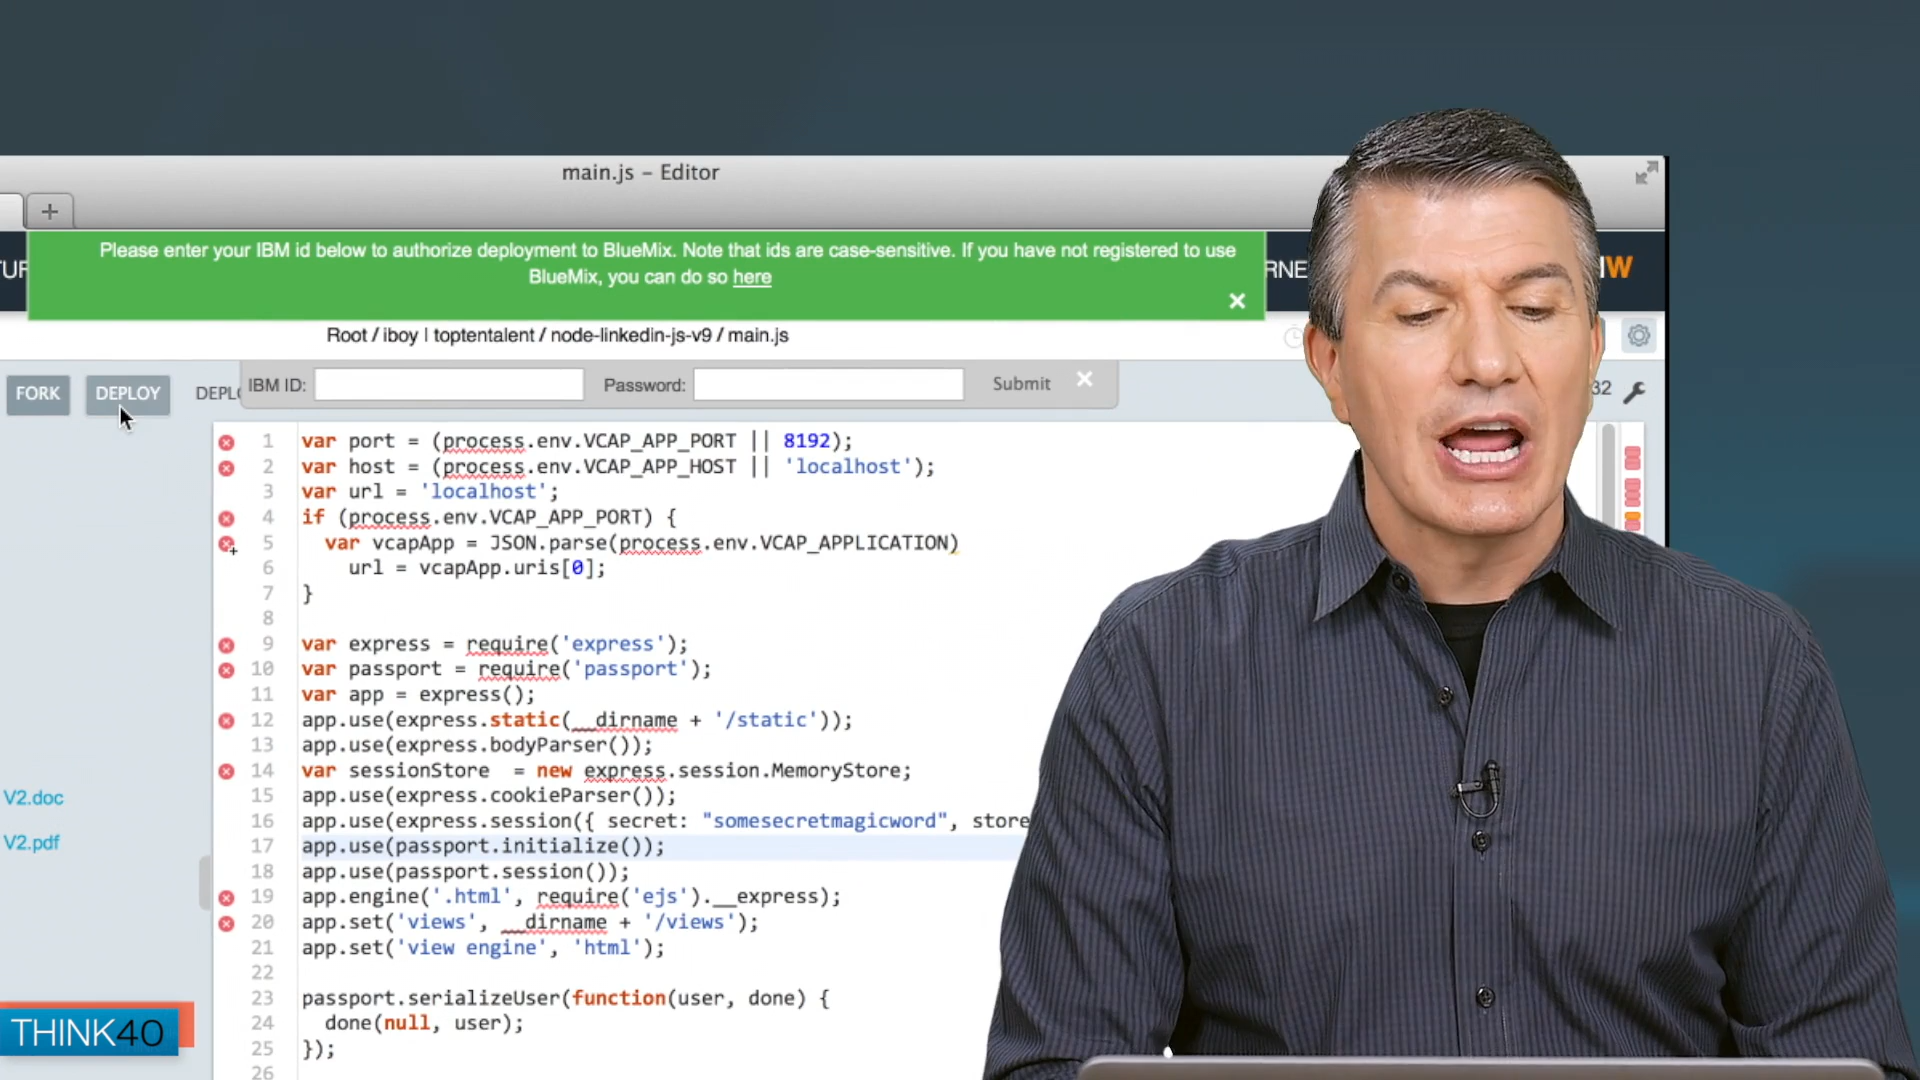 main.js – Editor
+
Please enter your IBM id below to authorize deployment to BlueMix. Note that ids are case-sensitive. If you have not registered to use
BlueMix, you can do so here
RNE
W
Root / iboy | toptentalent / node-linkedin-js-v9 / main.js
FORK
DEPLOY
IBM ID:
Password:
Submit
32
1 var port = (process.env.VCAP_APP_PORT || 8192);
2 var host = (process.env.VCAP_APP_HOST || 'localhost');
3 var url = 'localhost';
4 if (process.env.VCAP_APP_PORT) {
5 var vcapApp = JSON.parse(process.env.VCAP_APPLICATION)
6 url = vcapApp.uris[0];
7 }
8
9 var express = require('express');
10 var passport = require('passport');
11 var app = express();
12 app.use(express.static(__dirname + '/static'));
13 app.use(express.bodyParser());
14 var sessionStore = new express.session.MemoryStore;
15 app.use(express.cookieParser());
16 app.use(express.session({ secret: "somesecretmagicword", store
17 app.use(passport.initialize());
18 app.use(passport.session());
19 app.engine('.html', require('ejs').__express);
20 app.set('views', __dirname + '/views');
21 app.set('view engine', 'html');
22
23 passport.serializeUser(function(user, done) {
24 done(null, user);
25 });
26
V2.doc
V2.pdf
THINK40